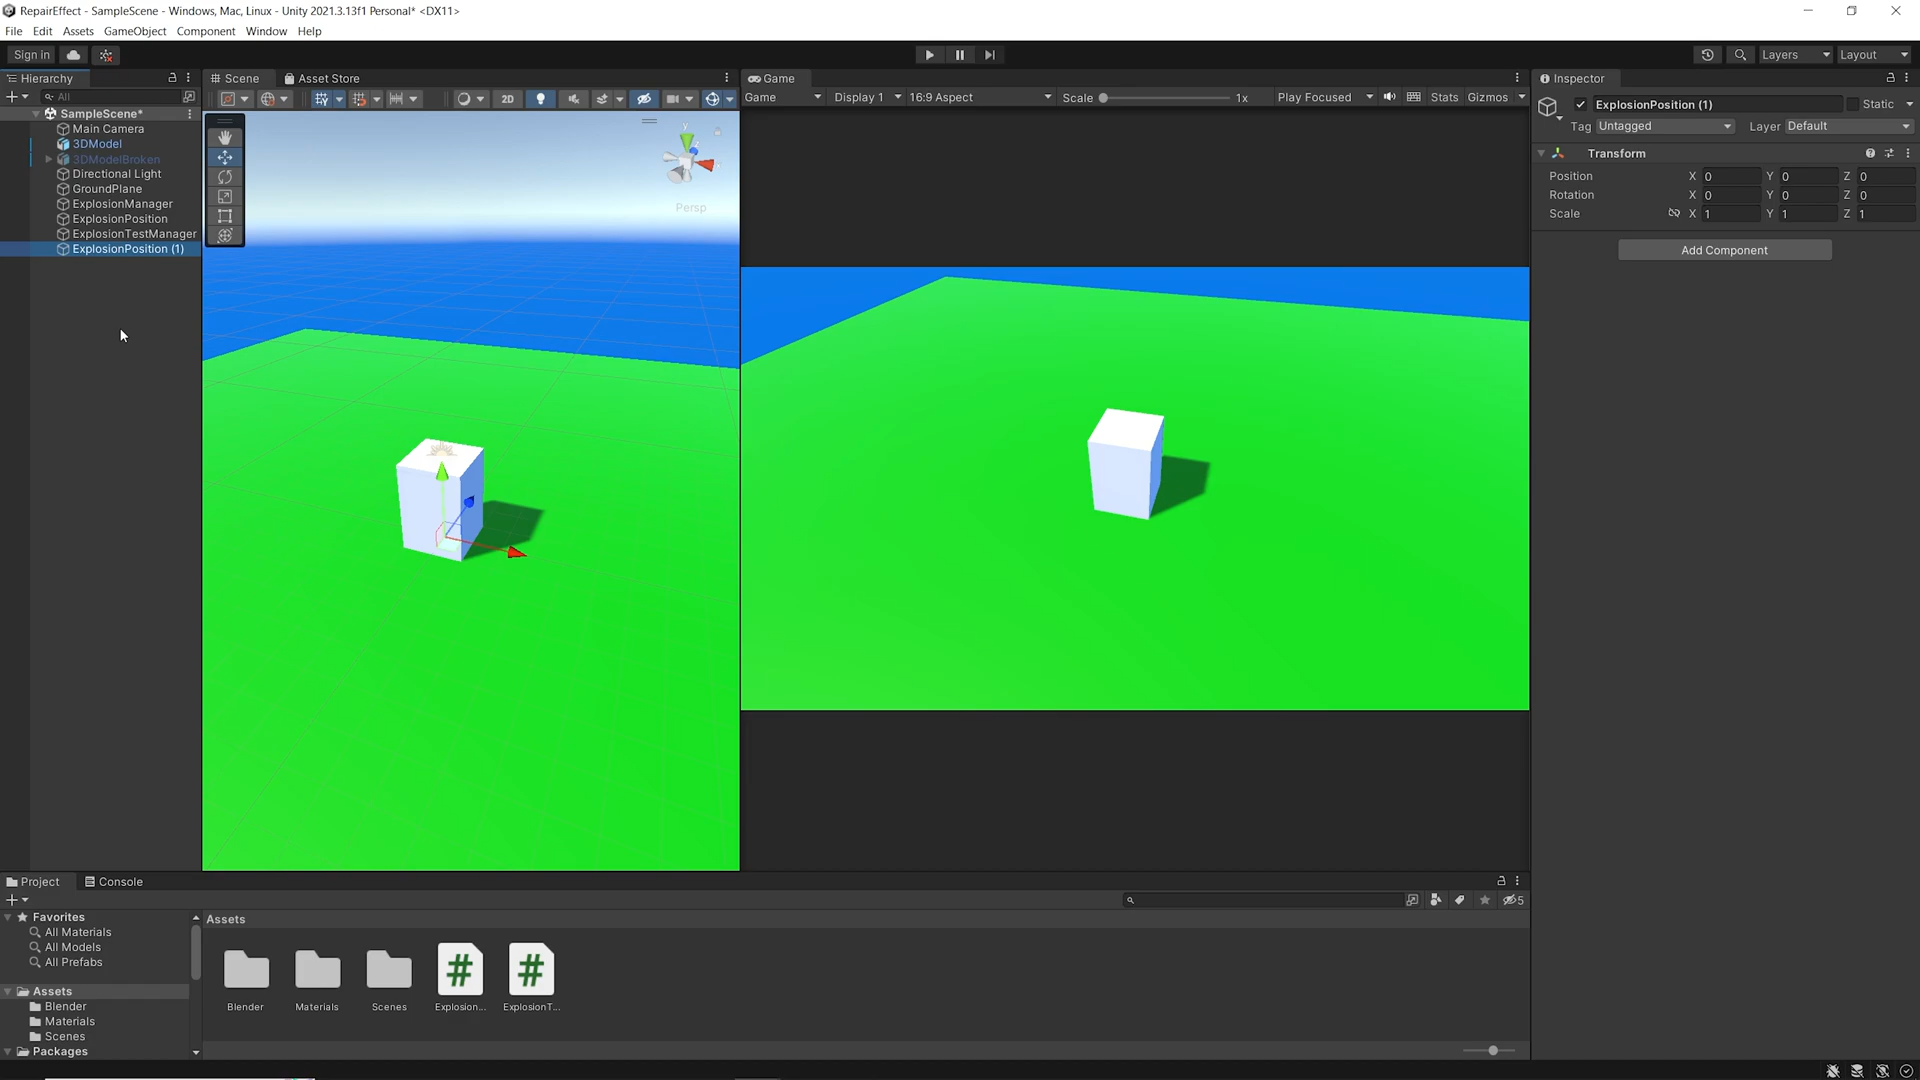 RepairEffect - SampleScene - Windows, Mac, Linux - Unity 2021.3.13f1 Personal* <DX11>
File Edit Assets GameObject Component Window Help
Sign in Layers Layout
Hierarchy
All
SampleScene*
Main Camera
3DModel
3DModelBroken
Directional Light
GroundPlane
ExplosionManager
ExplosionPosition
ExplosionTestManager
ExplosionPosition (1)
Scene Asset Store
2D
y
Persp
Game
Game Display 1 16:9 Aspect Scale 1x Play Focused Stats Gizmos
Inspector
ExplosionPosition (1) Static
Tag Untagged Layer Default
Transform
Position X 0 Y 0 Z 0
Rotation X 0 Y 0 Z 0
Scale X 1 Y 1 Z 1
Add Component
Project Console
5
Favorites
All Materials
All Models
All Prefabs
Assets
Blender
Materials
Scenes
Packages
Assets
Blender Materials Scenes Explosion... ExplosionT...